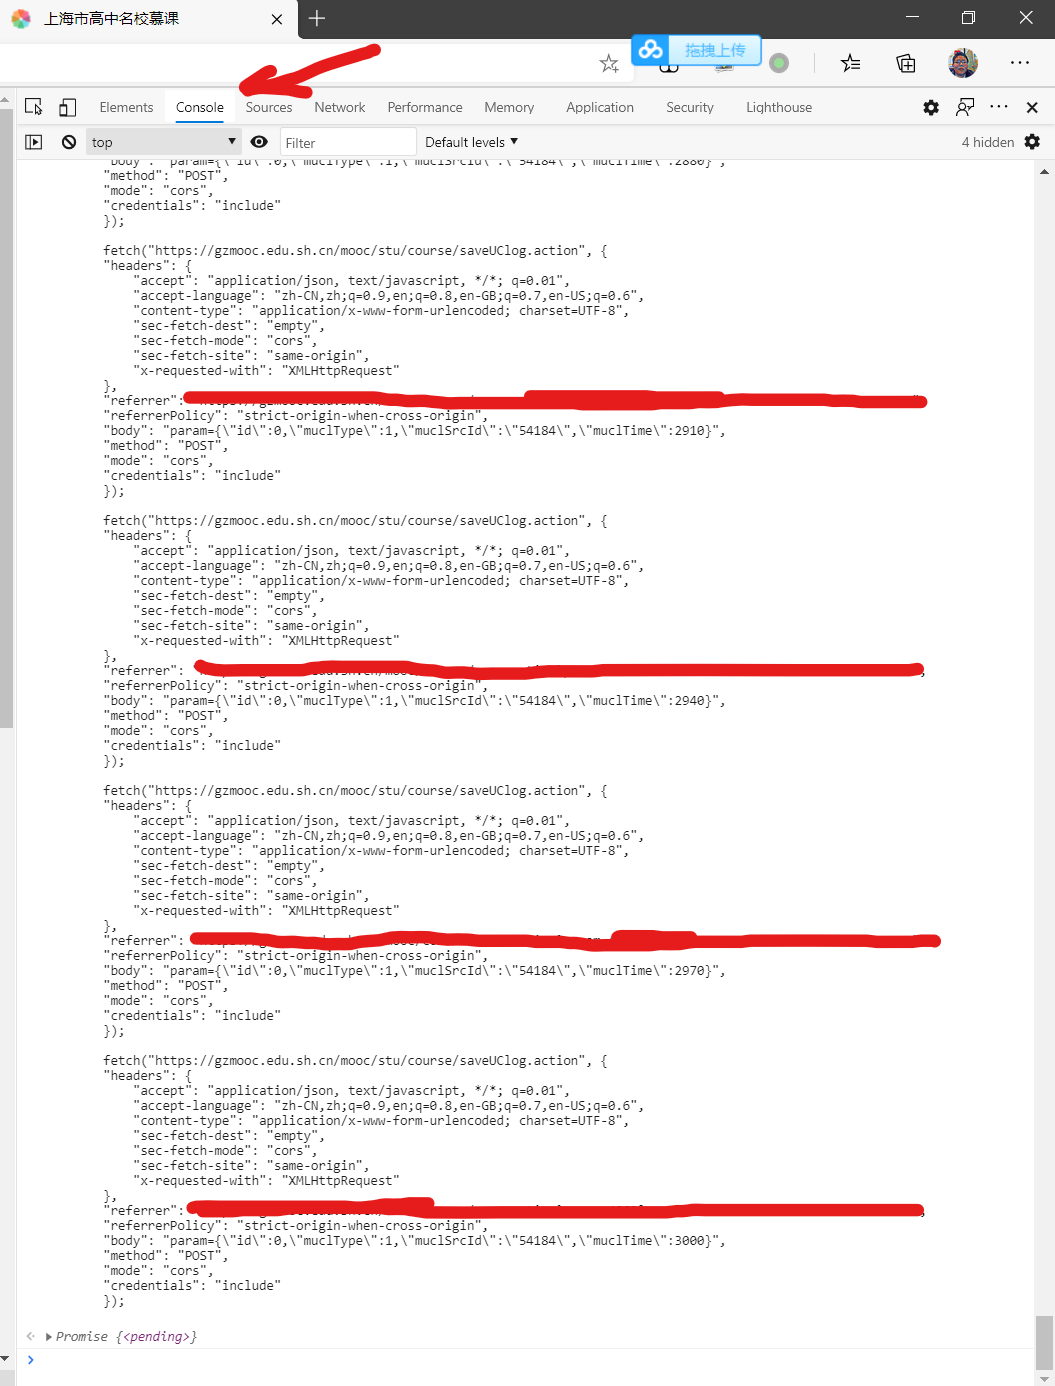 上海市高中名校慕课
拖拽上传
Elements Console Sources Network Performance Memory Application Security Lighthouse
top Filter Default levels 4 hidden
"body": "param={\"id\":0,\"muclType\":1,\"muclSrcId\":\"54184\",\"muclTime\":2880}",
"method": "POST",
"mode": "cors",
"credentials": "include"
});
fetch("https://gzmooc.edu.sh.cn/mooc/stu/course/saveUClog.action", {
"headers": {
"accept": "application/json, text/javascript, */*; q=0.01",
"accept-language": "zh-CN,zh;q=0.9,en;q=0.8,en-GB;q=0.7,en-US;q=0.6",
"content-type": "application/x-www-form-urlencoded; charset=UTF-8",
"sec-fetch-dest": "empty",
"sec-fetch-mode": "cors",
"sec-fetch-site": "same-origin",
"x-requested-with": "XMLHttpRequest"
},
"referrer":
"referrerPolicy": "strict-origin-when-cross-origin",
"body": "param={\"id\":0,\"muclType\":1,\"muclSrcId\":\"54184\",\"muclTime\":2910}",
"method": "POST",
"mode": "cors",
"credentials": "include"
});
fetch("https://gzmooc.edu.sh.cn/mooc/stu/course/saveUClog.action", {
"headers": {
"accept": "application/json, text/javascript, */*; q=0.01",
"accept-language": "zh-CN,zh;q=0.9,en;q=0.8,en-GB;q=0.7,en-US;q=0.6",
"content-type": "application/x-www-form-urlencoded; charset=UTF-8",
"sec-fetch-dest": "empty",
"sec-fetch-mode": "cors",
"sec-fetch-site": "same-origin",
"x-requested-with": "XMLHttpRequest"
},
"referrer":
"referrerPolicy": "strict-origin-when-cross-origin",
"body": "param={\"id\":0,\"muclType\":1,\"muclSrcId\":\"54184\",\"muclTime\":2940}",
"method": "POST",
"mode": "cors",
"credentials": "include"
});
fetch("https://gzmooc.edu.sh.cn/mooc/stu/course/saveUClog.action", {
"headers": {
"accept": "application/json, text/javascript, */*; q=0.01",
"accept-language": "zh-CN,zh;q=0.9,en;q=0.8,en-GB;q=0.7,en-US;q=0.6",
"content-type": "application/x-www-form-urlencoded; charset=UTF-8",
"sec-fetch-dest": "empty",
"sec-fetch-mode": "cors",
"sec-fetch-site": "same-origin",
"x-requested-with": "XMLHttpRequest"
},
"referrer":
"referrerPolicy": "strict-origin-when-cross-origin",
"body": "param={\"id\":0,\"muclType\":1,\"muclSrcId\":\"54184\",\"muclTime\":2970}",
"method": "POST",
"mode": "cors",
"credentials": "include"
});
fetch("https://gzmooc.edu.sh.cn/mooc/stu/course/saveUClog.action", {
"headers": {
"accept": "application/json, text/javascript, */*; q=0.01",
"accept-language": "zh-CN,zh;q=0.9,en;q=0.8,en-GB;q=0.7,en-US;q=0.6",
"content-type": "application/x-www-form-urlencoded; charset=UTF-8",
"sec-fetch-dest": "empty",
"sec-fetch-mode": "cors",
"sec-fetch-site": "same-origin",
"x-requested-with": "XMLHttpRequest"
},
"referrer":
"referrerPolicy": "strict-origin-when-cross-origin",
"body": "param={\"id\":0,\"muclType\":1,\"muclSrcId\":\"54184\",\"muclTime\":3000}",
"method": "POST",
"mode": "cors",
"credentials": "include"
});
Promise {<pending>}